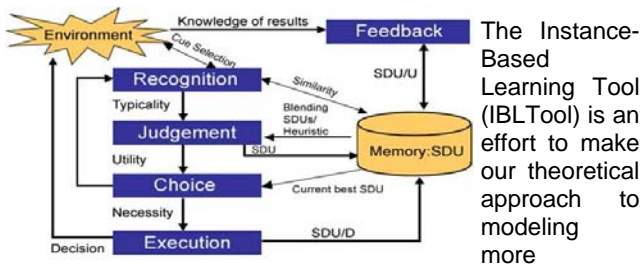 Environment
Knowledge of results
Feedback
Cue Selection
Recognition
Similarity
SDU/U
Typicality
Blending
SDUs/
Heuristic
Judgement
Memory:SDU
Utility
SDU
Choice
Current best SDU
Necessity
Execution
SDU/D
Decision
The Instance-
Based
Learning Tool
(IBLTool) is an
effort to make
our theoretical
approach to
modeling
more